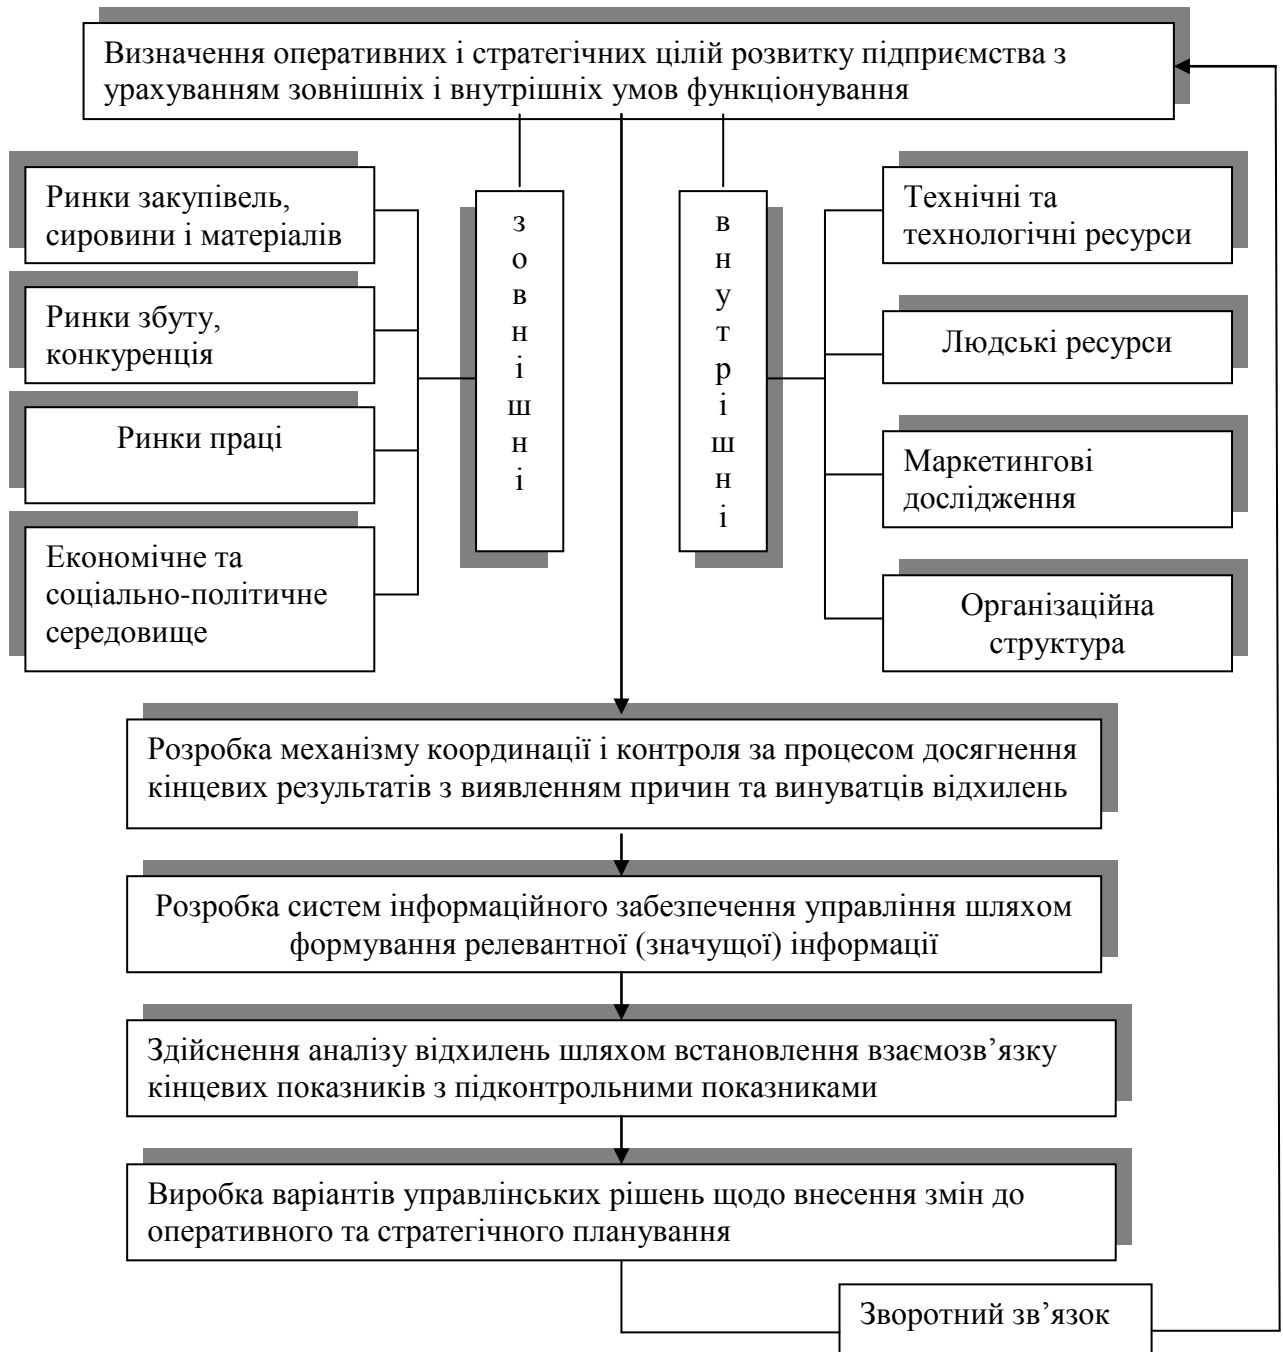 Визначення оперативних і стратегічних цілій розвитку підприємства з
урахуванням зовнішніх і внутрішніх умов функціонування
Ринки закупівель,
сировини і матеріалів
Ринки збуту,
конкуренція
Ринки праці
Економічне та
соціально-політичне
середовище
з
о
в
н
і
ш
н
і
в
н
у
т
р
і
ш
н
і
Технічні та
технологічні ресурси
Людські ресурси
Маркетингові
дослідження
Організаційна
структура
Розробка механізму координації і контроля за процесом досягнення
кінцевих результатів з виявленням причин та винуватців відхилень
Розробка систем інформаційного забезпечення управління шляхом
формування релевантної (значущої) інформації
Здійснення аналізу відхилень шляхом встановлення взаємозв’язку
кінцевих показників з підконтрольними показниками
Виробка варіантів управлінських рішень щодо внесення змін до
оперативного та стратегічного планування
Зворотний зв’язок